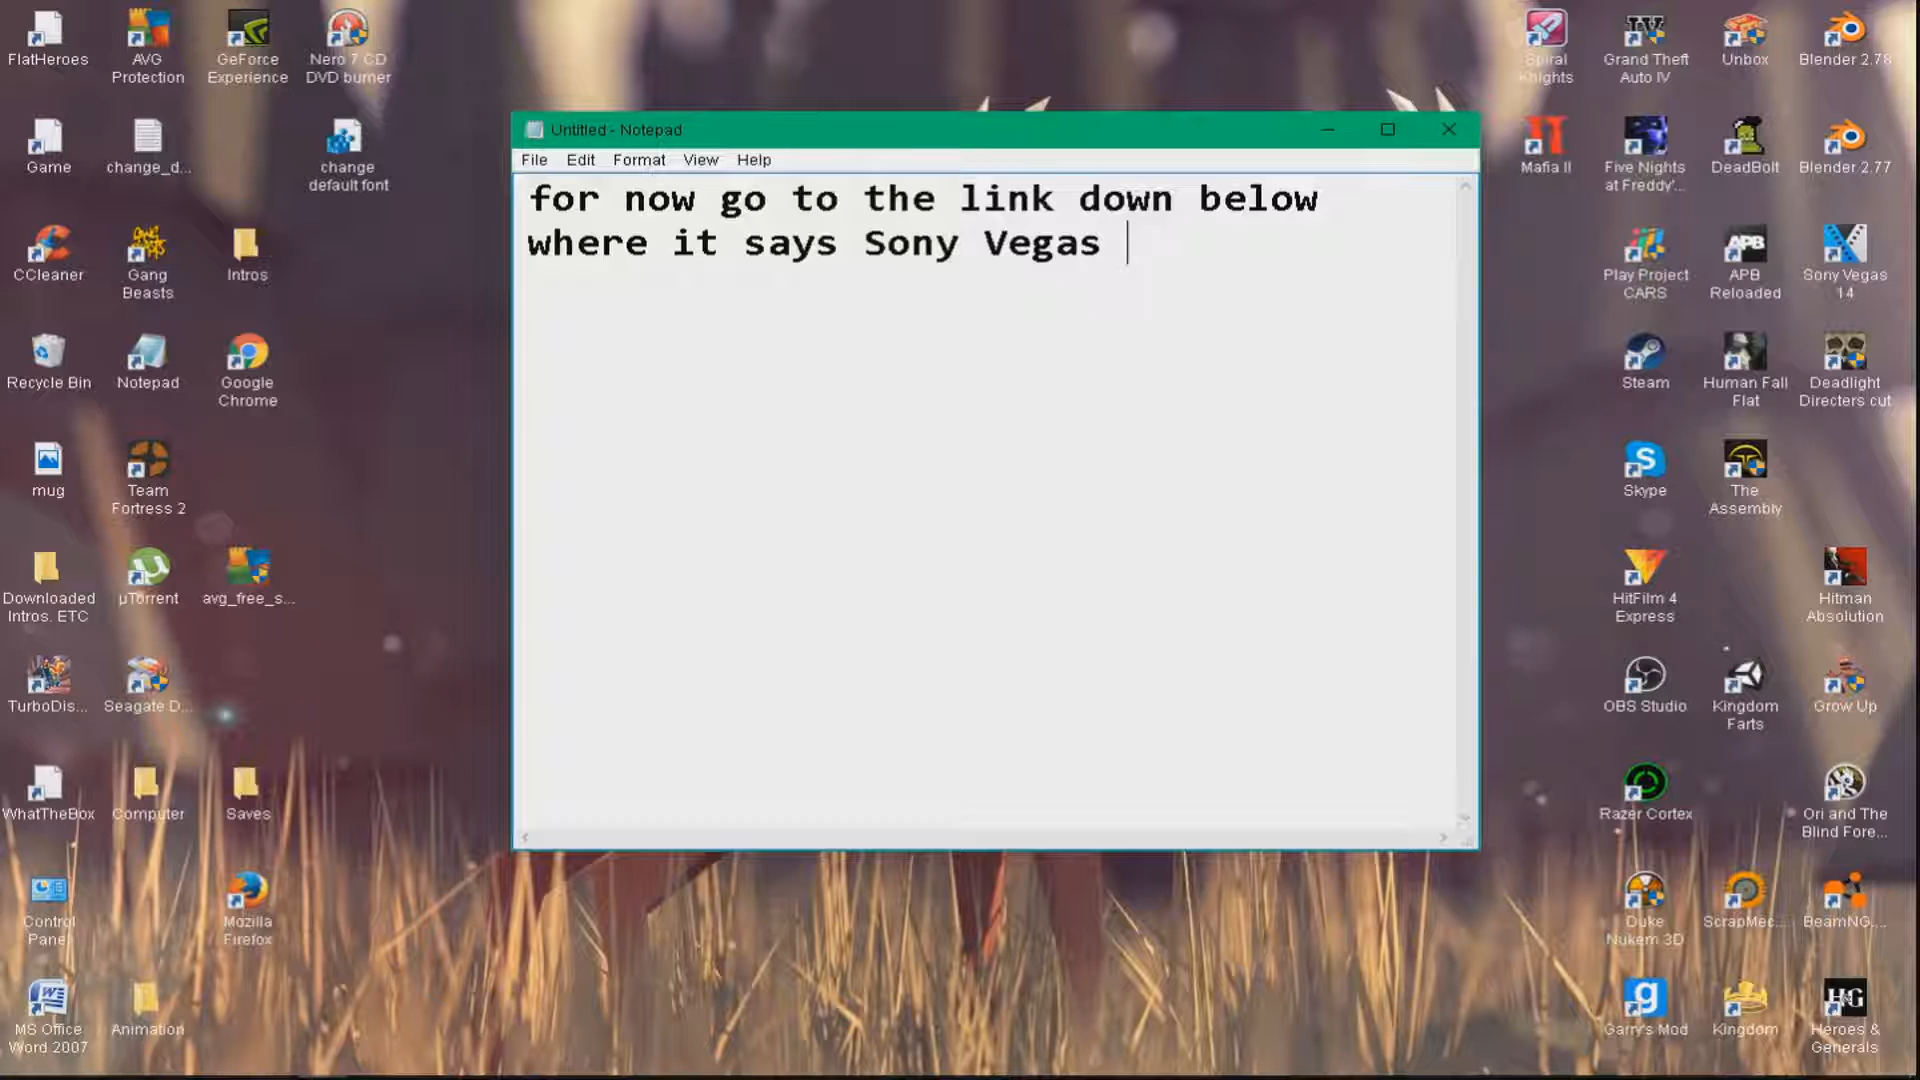 FlatHeroes
AVG
Protection
GeForce
Experience
Nero 7 CD
DVD burner
Spiral
Knights
Grand Theft
Auto IV
Unbox
Blender 2.78
Game
change_d...
change
default font
Untitled - Notepad
File Edit Format View Help
for now go to the link down below
where it says Sony Vegas
Mafia II
Five Nights
at Freddy'...
DeadBolt
Blender 2.77
CCleaner
Gang
Beasts
Intros
Play Project
CARS
APB
Reloaded
Sony Vegas
14
Recycle Bin
Notepad
Google
Chrome
Steam
Human Fall
Flat
Deadlight
Directers cut
mug
Team
Fortress 2
Skype
The
Assembly
Downloaded
Intros. ETC
µTorrent
avg_free_s...
HitFilm 4
Express
Hitman
Absolution
TurboDis...
Seagate D...
OBS Studio
Kingdom
Farts
Grow Up
WhatTheBox
Computer
Saves
Razer Cortex
Ori and The
Blind Fore...
Control
Panel
Mozilla
Firefox
Duke
Nukem 3D
ScrapMec...
BeamNG....
MS Office
Word 2007
Animation
Garry's Mod
Kingdom
Heroes &
Generals